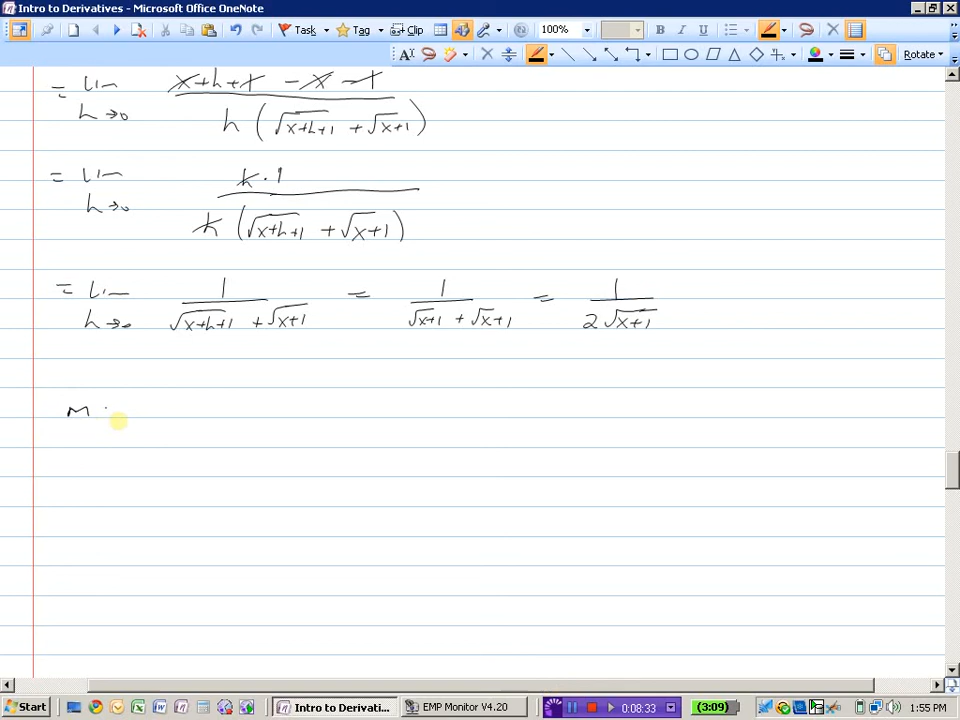 Intro to Derivatives - Microsoft Office OneNote
Task Tag Clip 100% B I U
A Rotate
= lim h→0 x+h+1 - x - 1 / h (√x+h+1 + √x+1)
= lim h→0 h · 1 / h (√x+h+1 + √x+1)
= lim h→0 1 / √x+h+1 + √x+1 = 1 / √x+1 + √x+1 = 1 / 2√x+1
M
Start Intro to Derivati... EMP Monitor V4.20 0:08:33 (3:09) 1:55 PM